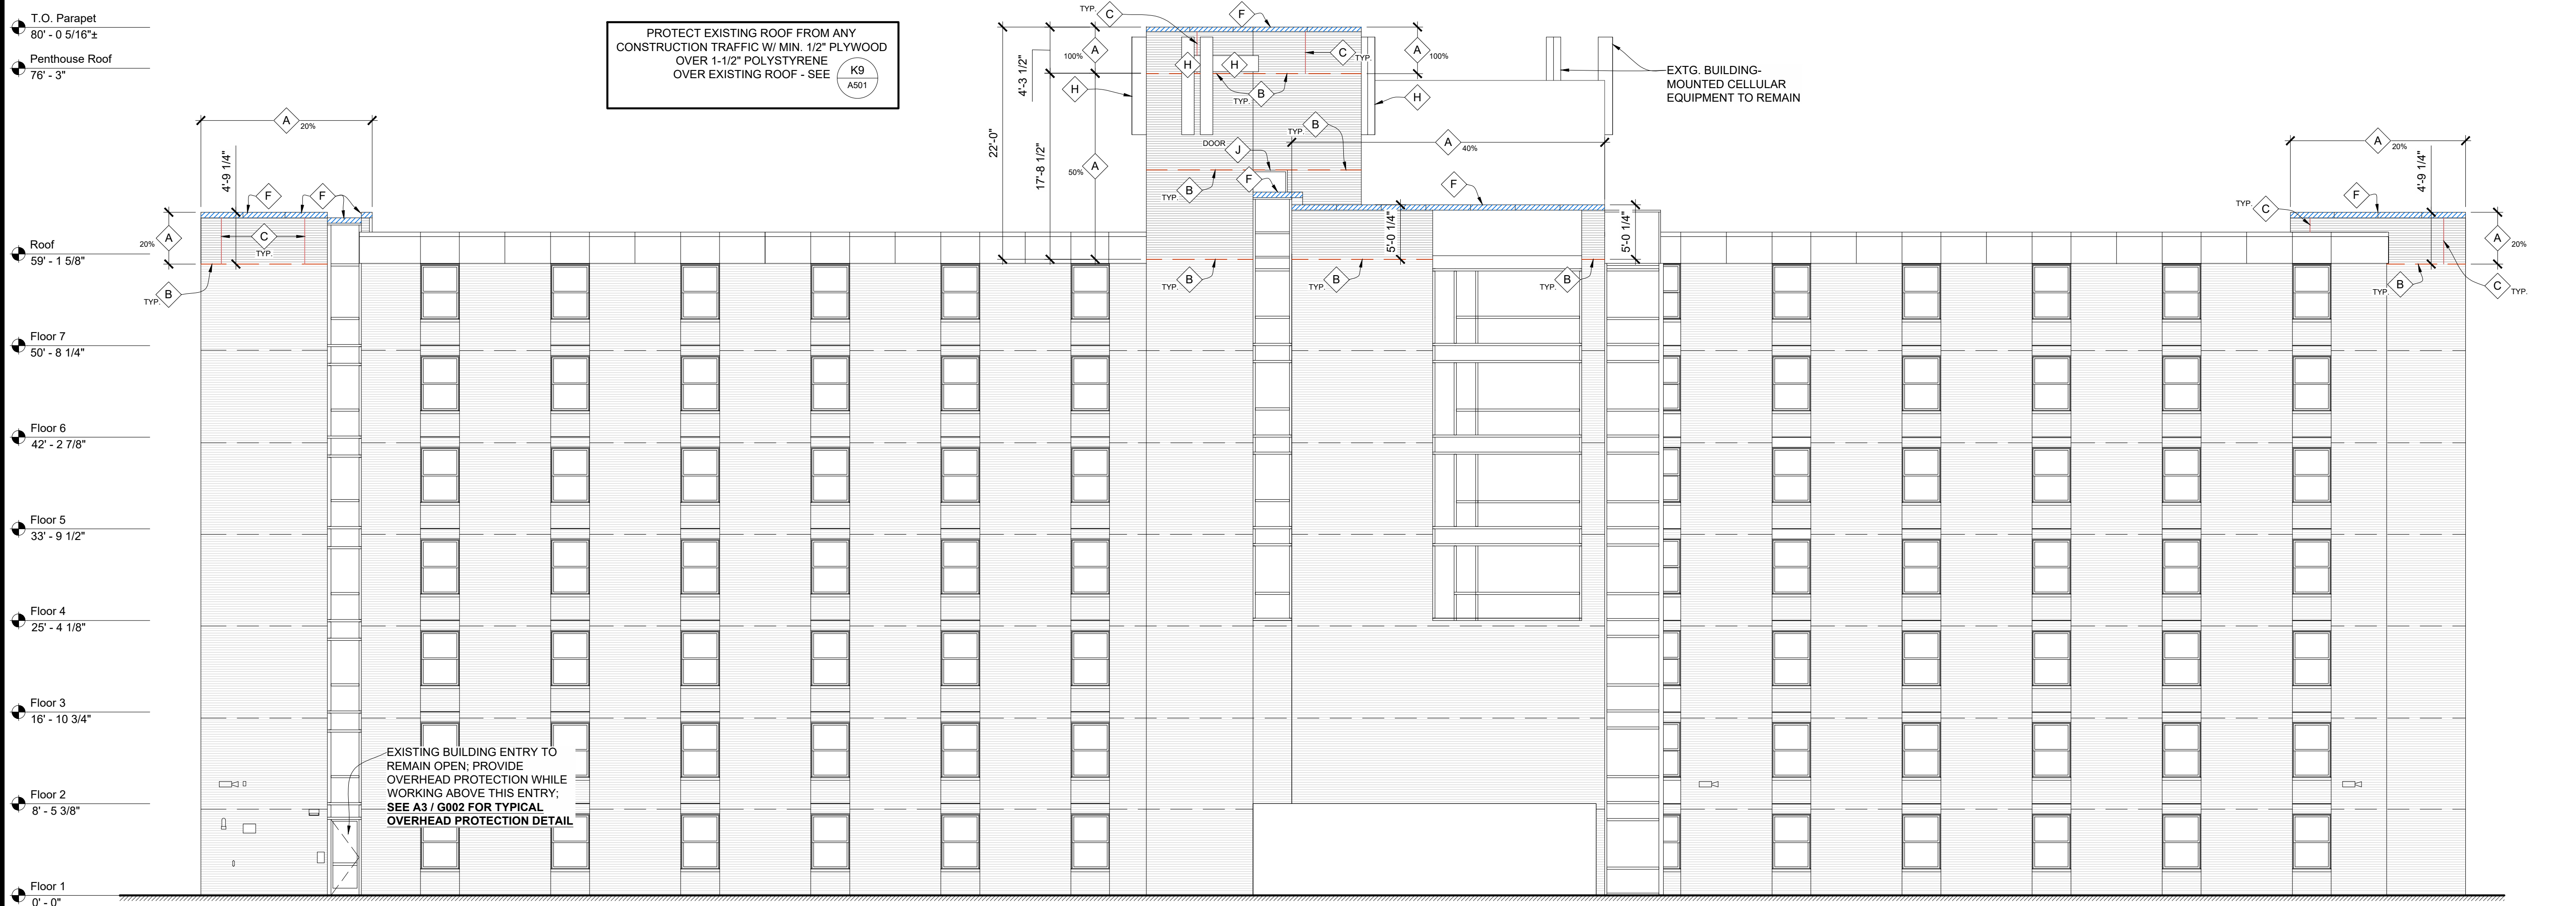 T.O. Parapet
80' - 0 5/16"±
Penthouse Roof
76' - 3"
Roof
59' - 1 5/8"
Floor 7
50' - 8 1/4"
Floor 6
42' - 2 7/8"
Floor 5
33' - 9 1/2"
Floor 4
25' - 4 1/8"
Floor 3
16' - 10 3/4"
Floor 2
8' - 5 3/8"
Floor 1
0' - 0"
PROTECT EXISTING ROOF FROM ANY
CONSTRUCTION TRAFFIC W/ MIN. 1/2" PLYWOOD
OVER 1-1/2" POLYSTYRENE
OVER EXISTING ROOF - SEE
K9
A501
A 20%
4'-9 1/4"
F
F
A
20%
C
TYP.
TYP. B
22'-0"
4'-3 1/2"
17'-8 1/2"
TYP. C
F
100% A
50% A
H
H
H
C TYP.
A 100%
B
TYP.
H
TYP. B
DOOR J
A 40%
TYP. B
F
F
5'-0 1/4"
5'-0 1/4"
TYP. B
TYP. B
TYP. B
EXTG. BUILDING-
MOUNTED CELLULAR
EQUIPMENT TO REMAIN
A 20%
4'-9 1/4"
F
TYP. C
A 20%
TYP. B
C TYP.
EXISTING BUILDING ENTRY TO
REMAIN OPEN; PROVIDE
OVERHEAD PROTECTION WHILE
WORKING ABOVE THIS ENTRY;
SEE A3 / G002 FOR TYPICAL
OVERHEAD PROTECTION DETAIL